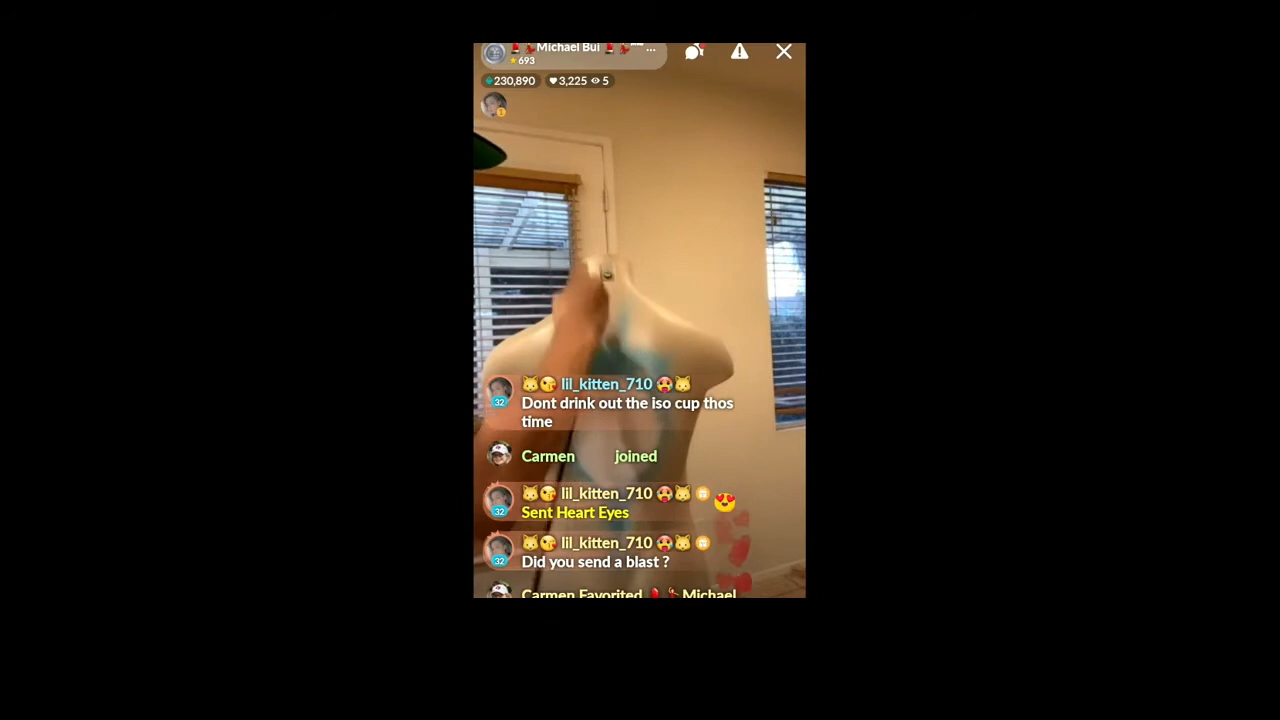 Michael Bui ...
693
230,890
3,225 5
1
lil_kitten_710
32
Dont drink out the iso cup thos
time
Carmen joined
lil_kitten_710
32
Sent Heart Eyes
lil_kitten_710
32
Did you send a blast ?
Carmen Favorited Michael